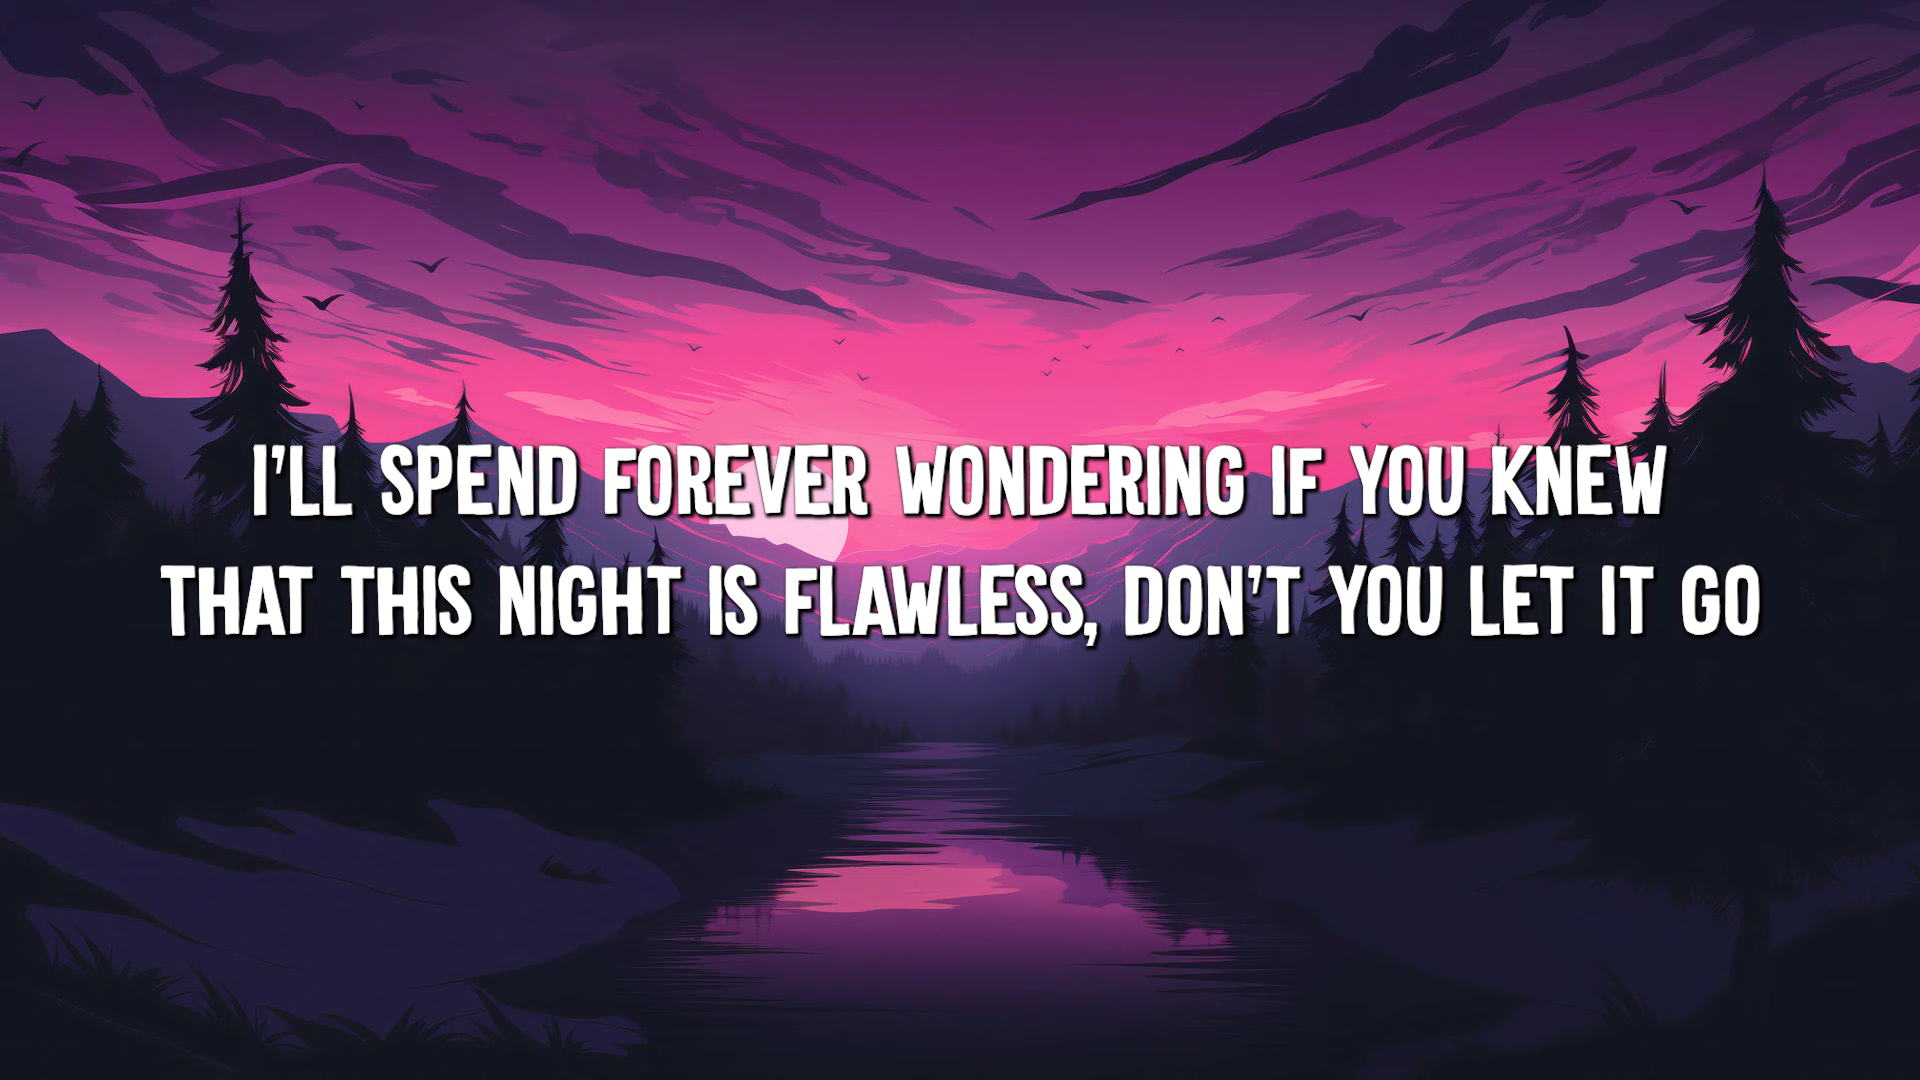 I'LL SPEND FOREVER WONDERING IF YOU KNEW
THAT THIS NIGHT IS FLAWLESS, DON'T YOU LET IT GO